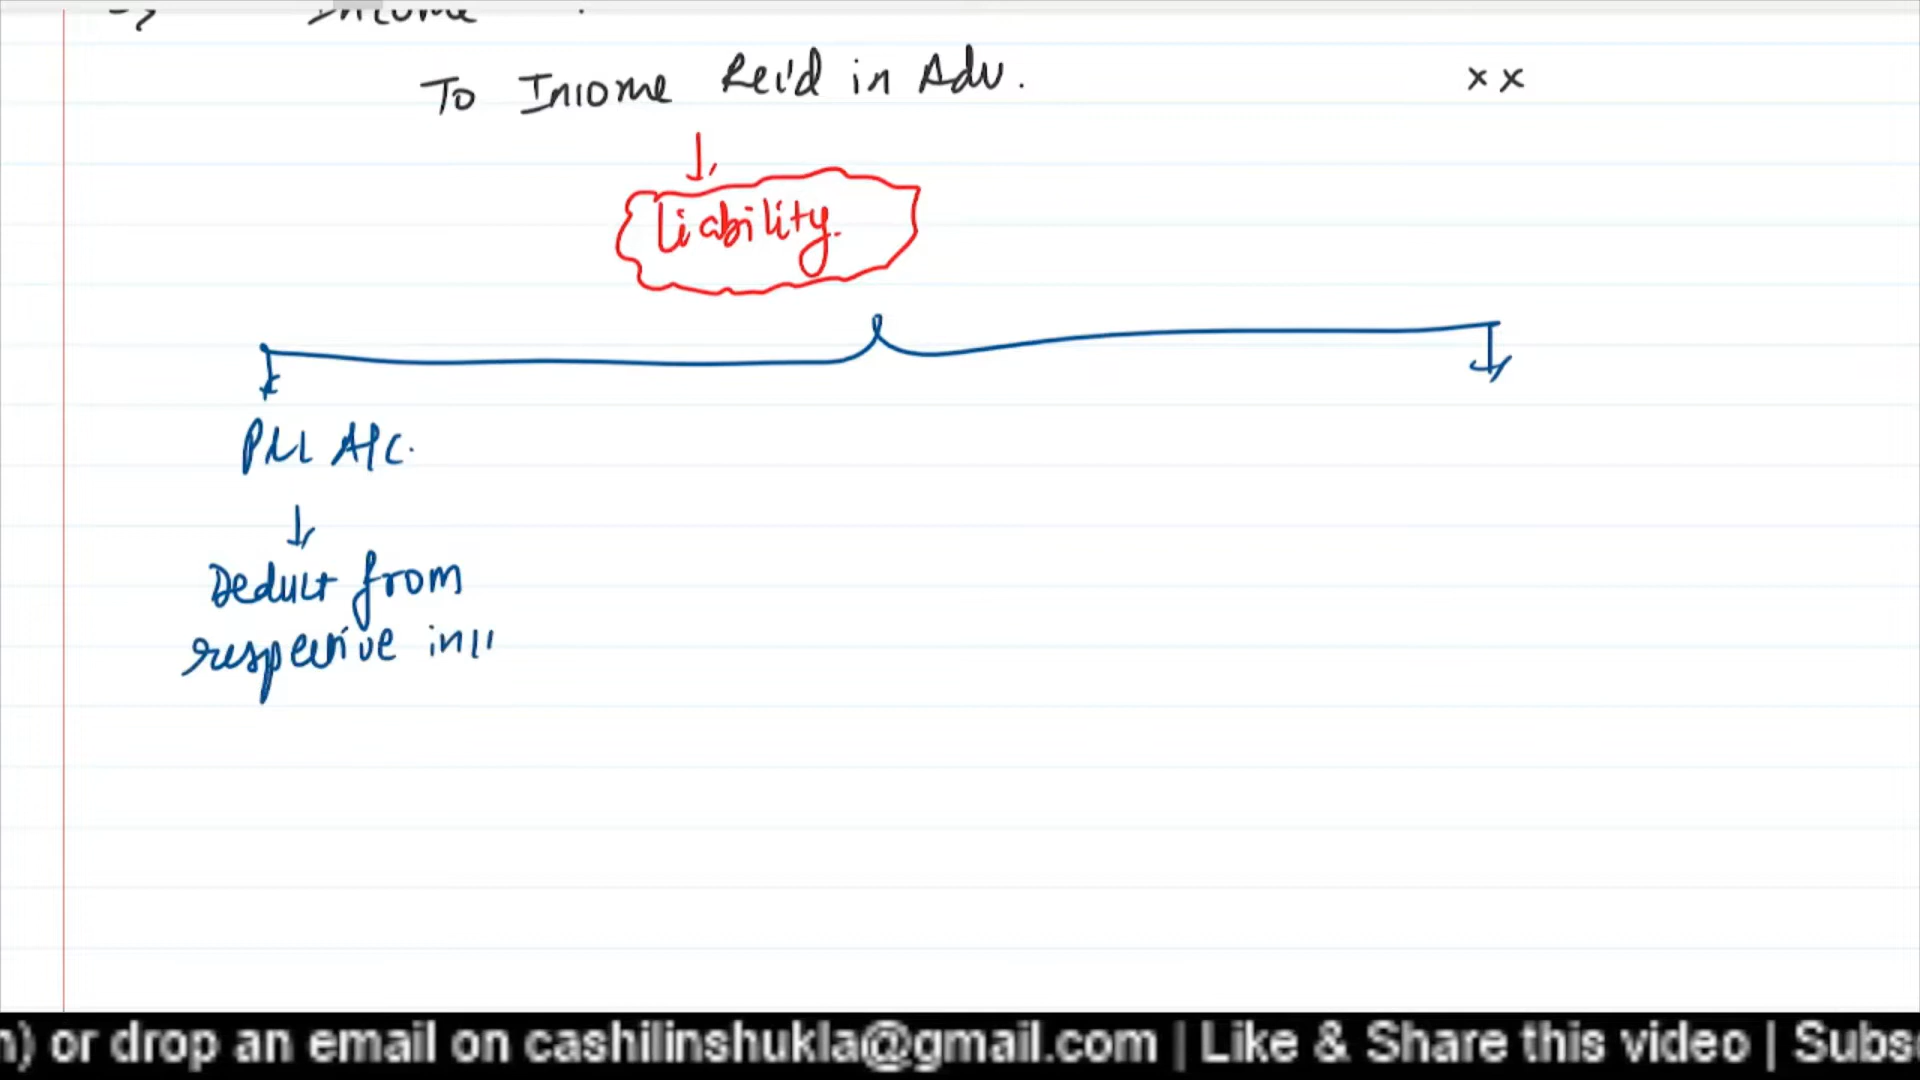 Income
To Income Rec'd in Adv. xx
Liability.
P&L A/C.
Deduct from
respective inc
n) or drop an email on cashilinshukla@gmail.com | Like & Share this video | Subs